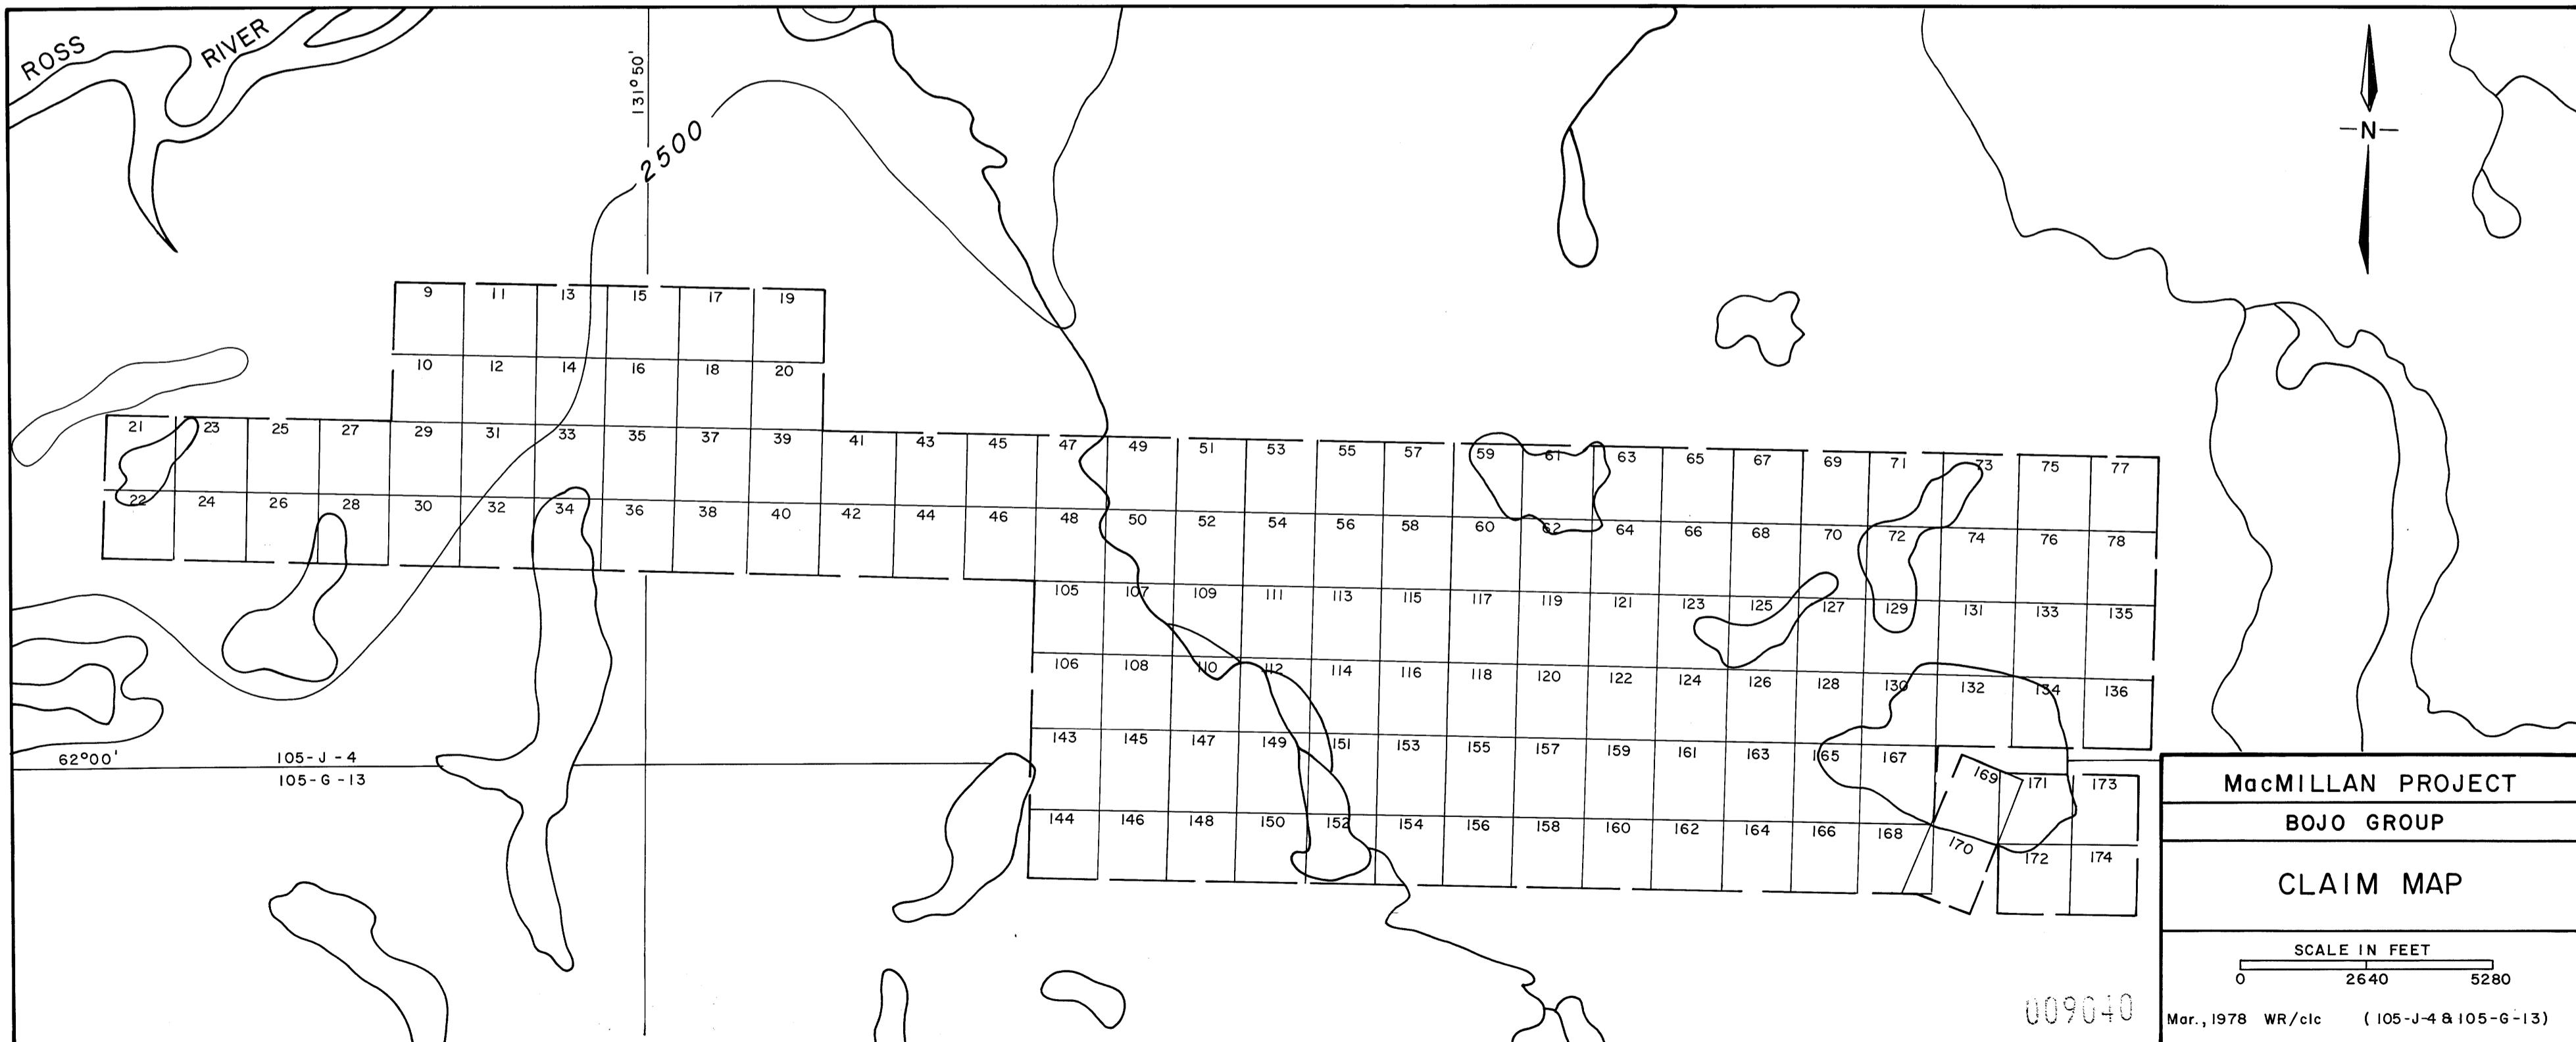 ROSS RIVER
131°50'
2500
N
9 11 13 15 17 19
10 12 14 16 18 20
21 23 25 27 29 31 33 35 37 39 41 43 45 47 49 51 53 55 57 59 61 63 65 67 69 71 73 75 77
22 24 26 28 30 32 34 36 38 40 42 44 46 48 50 52 54 56 58 60 62 64 66 68 70 72 74 76 78
105 107 109 111 113 115 117 119 121 123 125 127 129 131 133 135
106 108 110 112 114 116 118 120 122 124 126 128 130 132 134 136
143 145 147 149 151 153 155 157 159 161 163 165 167 169 171 173
144 146 148 150 152 154 156 158 160 162 164 166 168 170 172 174
62°00'
105-J-4
105-G-13
MacMILLAN PROJECT
BOJO GROUP
CLAIM MAP
SCALE IN FEET
0 2640 5280
Mar., 1978 WR/clc (105-J-4 & 105-G-13)
009040